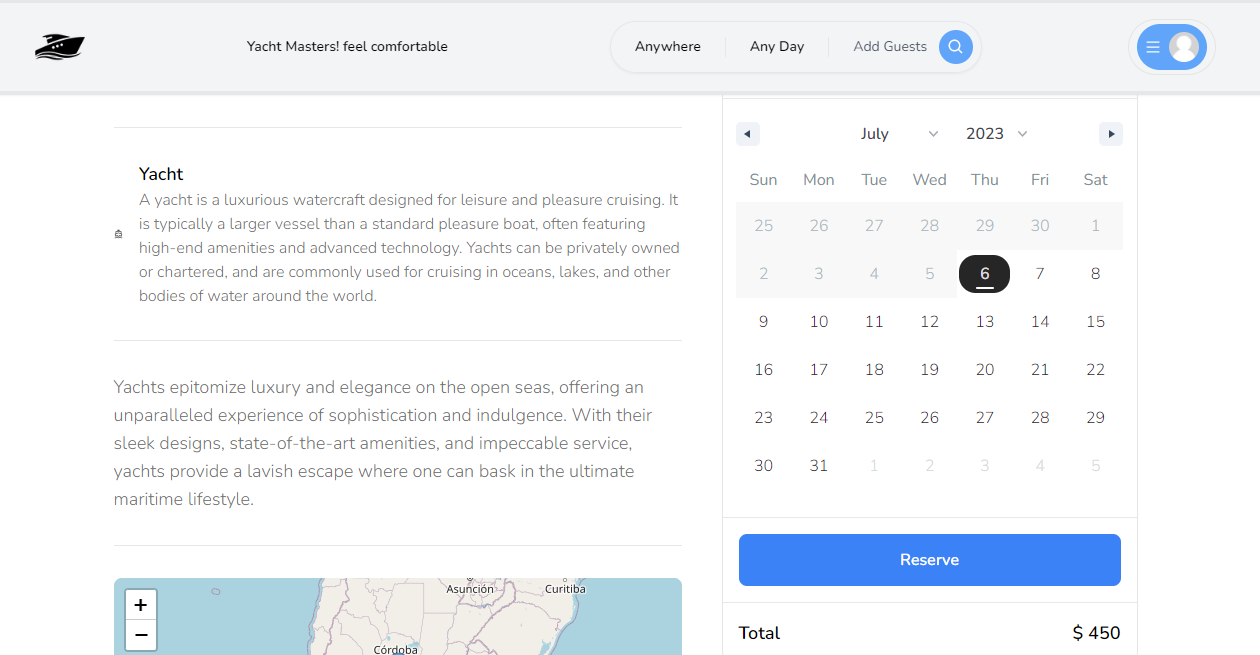 Yacht Masters! feel comfortable
Anywhere
Any Day
Add Guests
Yacht
A yacht is a luxurious watercraft designed for leisure and pleasure cruising. It
is typically a larger vessel than a standard pleasure boat, often featuring
high-end amenities and advanced technology. Yachts can be privately owned
or chartered, and are commonly used for cruising in oceans, lakes, and other
bodies of water around the world.
Yachts epitomize luxury and elegance on the open seas, offering an
unparalleled experience of sophistication and indulgence. With their
sleek designs, state-of-the-art amenities, and impeccable service,
yachts provide a lavish escape where one can bask in the ultimate
maritime lifestyle.
+
−
Asunción
Curitiba
Córdoba
July 2023
Sun Mon Tue Wed Thu Fri Sat
25 26 27 28 29 30 1
2 3 4 5 6 7 8
9 10 11 12 13 14 15
16 17 18 19 20 21 22
23 24 25 26 27 28 29
30 31 1 2 3 4 5
Reserve
Total $ 450